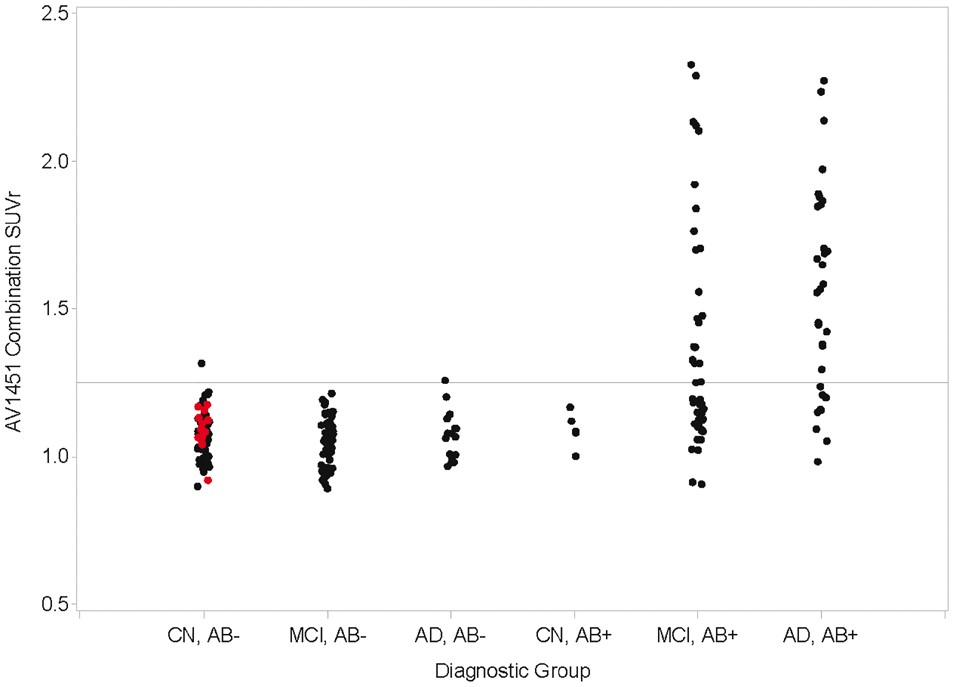 2.5
2.0
1.5
1.0
0.5
AV1451 Combination SUVr
CN, AB- MCI, AB- AD, AB- CN, AB+ MCI, AB+ AD, AB+
Diagnostic Group